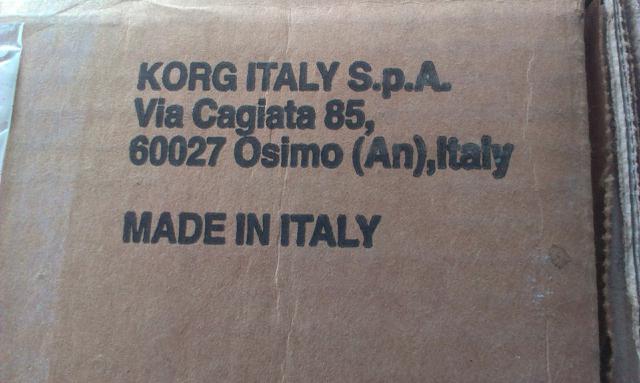 KORG ITALY S.p.A.
Via Cagiata 85,
60027 Osimo (An),Italy
MADE IN ITALY